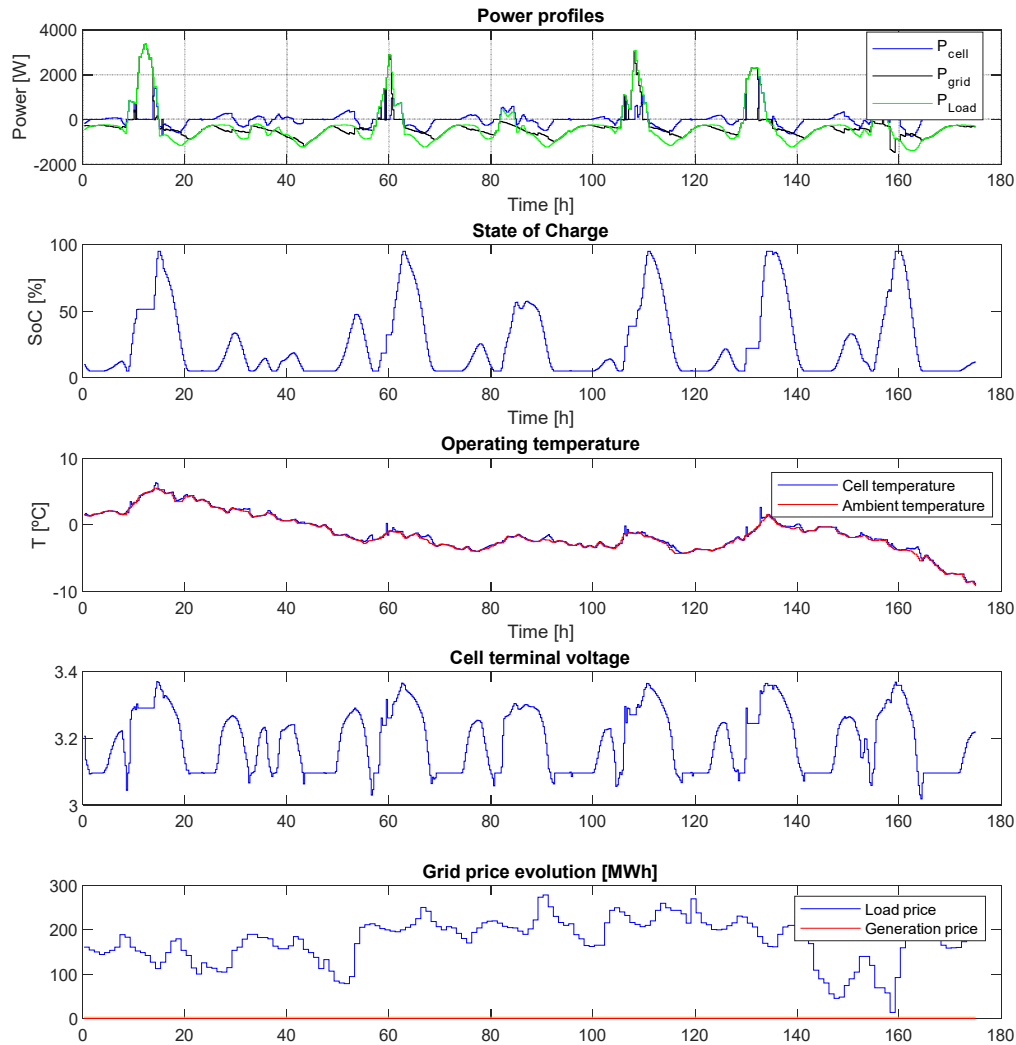 Power profiles
Power [W]
4000
2000
0
-2000
P_cell
P_grid
P_Load
0 20 40 60 80 100 120 140 160 180
Time [h]
State of Charge
SoC [%]
100
50
0
0 20 40 60 80 100 120 140 160 180
Time [h]
Operating temperature
T [ºC]
10
0
-10
Cell temperature
Ambient temperature
0 20 40 60 80 100 120 140 160 180
Time [h]
Cell terminal voltage
3.4
3.2
3
0 20 40 60 80 100 120 140 160 180
Grid price evolution [MWh]
300
200
100
0
Load price
Generation price
0 20 40 60 80 100 120 140 160 180